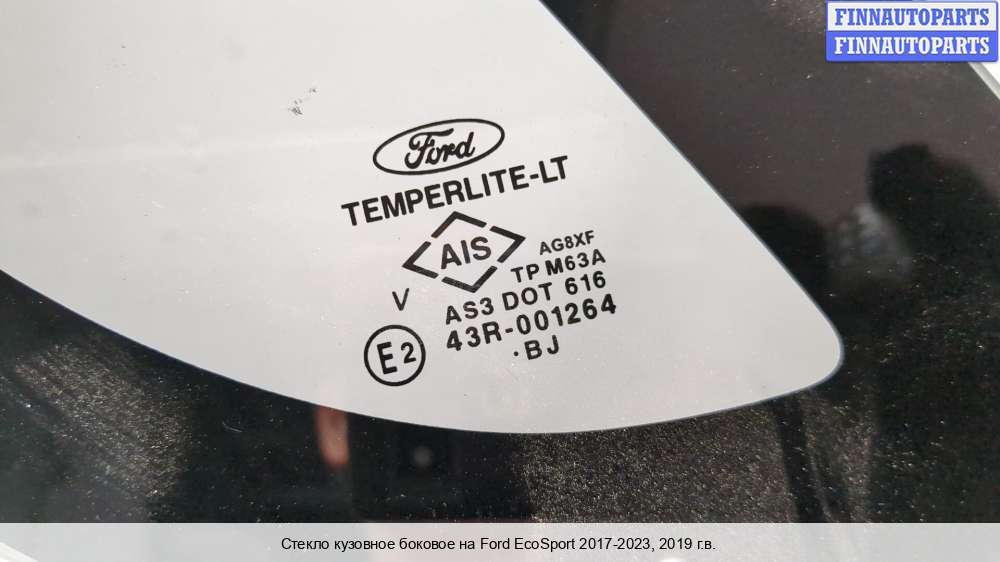 FINNAUTOPARTS
FINNAUTOPARTS
Ford
TEMPERLITE-LT
AIS
AG8XF
TP M63A
V
AS3 DOT 616
E2
43R-001264
.BJ
Стекло кузовное боковое на Ford EcoSport 2017-2023, 2019 г.в.